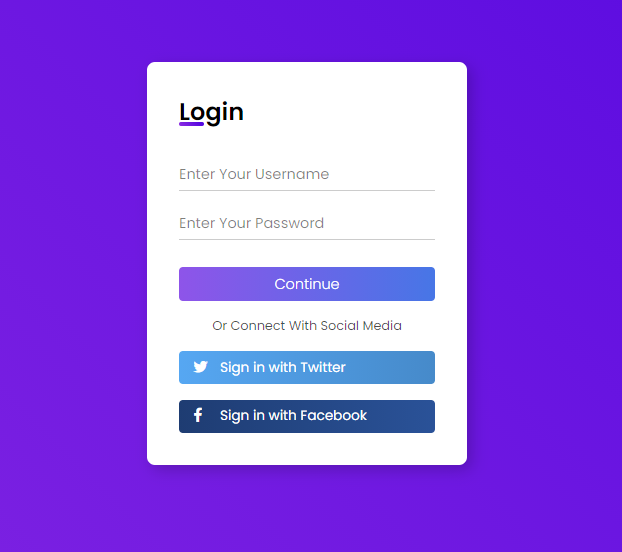 Login
Enter Your Username
Enter Your Password
Continue
Or Connect With Social Media
Sign in with Twitter
Sign in with Facebook